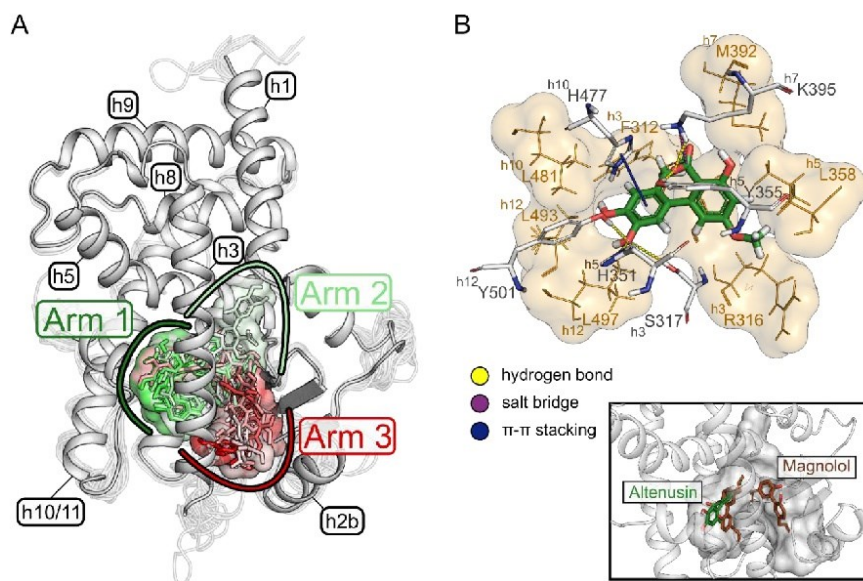 A
h1
h9
h8
h3
h5
Arm 1
Arm 2
Arm 3
h10/11
h2b
B
h7
M392
h7
K395
h10
H477
h3
F312
h10
L481
h5
Y355
h5
L358
h12
L493
h5
H351
h12
Y501
h12
L497
h3
S317
h3
R316
hydrogen bond
salt bridge
π-π stacking
Altenusin
Magnolol